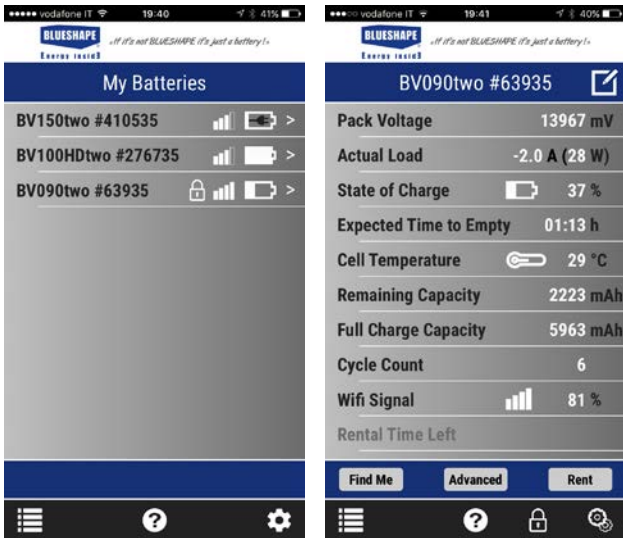 vodafone IT 19:40 41%
BLUESHAPE
Energy inside
«If it's not BLUESHAPE it's just a battery!»
My Batteries
BV150two #410535 >
BV100HDtwo #276735 >
BV090two #63935 >
vodafone IT 19:41 40%
BLUESHAPE
Energy inside
«If it's not BLUESHAPE it's just a battery!»
BV090two #63935
Pack Voltage 13967 mV
Actual Load -2.0 A (28 W)
State of Charge 37 %
Expected Time to Empty 01:13 h
Cell Temperature 29 °C
Remaining Capacity 2223 mAh
Full Charge Capacity 5963 mAh
Cycle Count 6
Wifi Signal 81 %
Rental Time Left
Find Me Advanced Rent
?
?